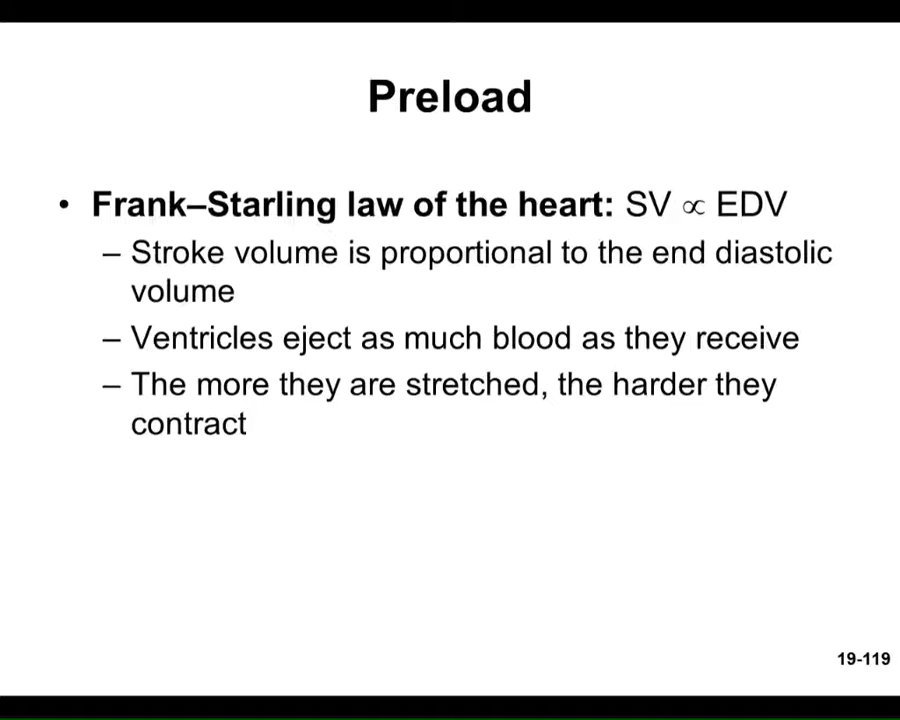 Preload
• Frank–Starling law of the heart: SV ∝ EDV
– Stroke volume is proportional to the end diastolic
volume
– Ventricles eject as much blood as they receive
– The more they are stretched, the harder they
contract
19-119